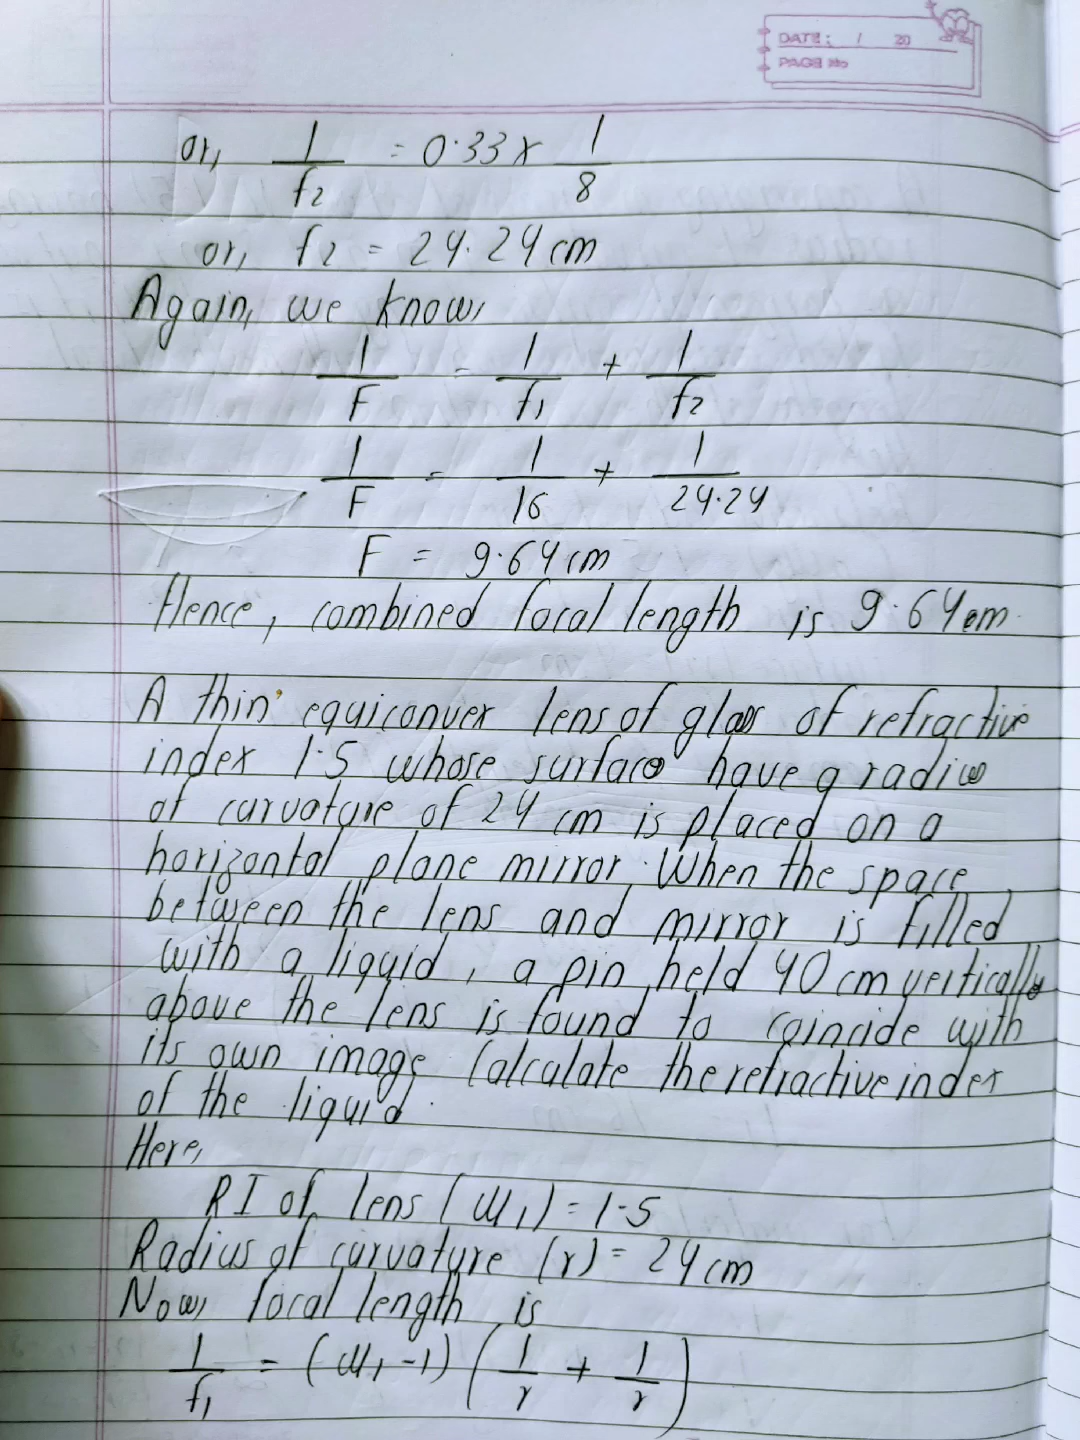 DATE: / 20
PAGE No
or, 1/f2 = 0.33 x 1/8
or, f2 = 24.24 cm
Again, we know,
1/F = 1/f1 + 1/f2
1/F = 1/16 + 1/24.24
F = 9.64 cm
Hence, combined focal length is 9.64 cm.
A thin equiconvex lens of glass of refractive
index 1.5 whose surface have a radius
of curvature of 24 cm is placed on a
horizontal plane mirror. When the space
between the lens and mirror is filled
with a liquid, a pin held 40 cm vertically
above the lens is found to coincide with
its own image. Calculate the refractive index
of the liquid.
Here,
RI of lens (μ1) = 1.5
Radius of curvature (r) = 24 cm
Now, focal length is
1/f1 = (μ1 - 1) (1/r + 1/r)